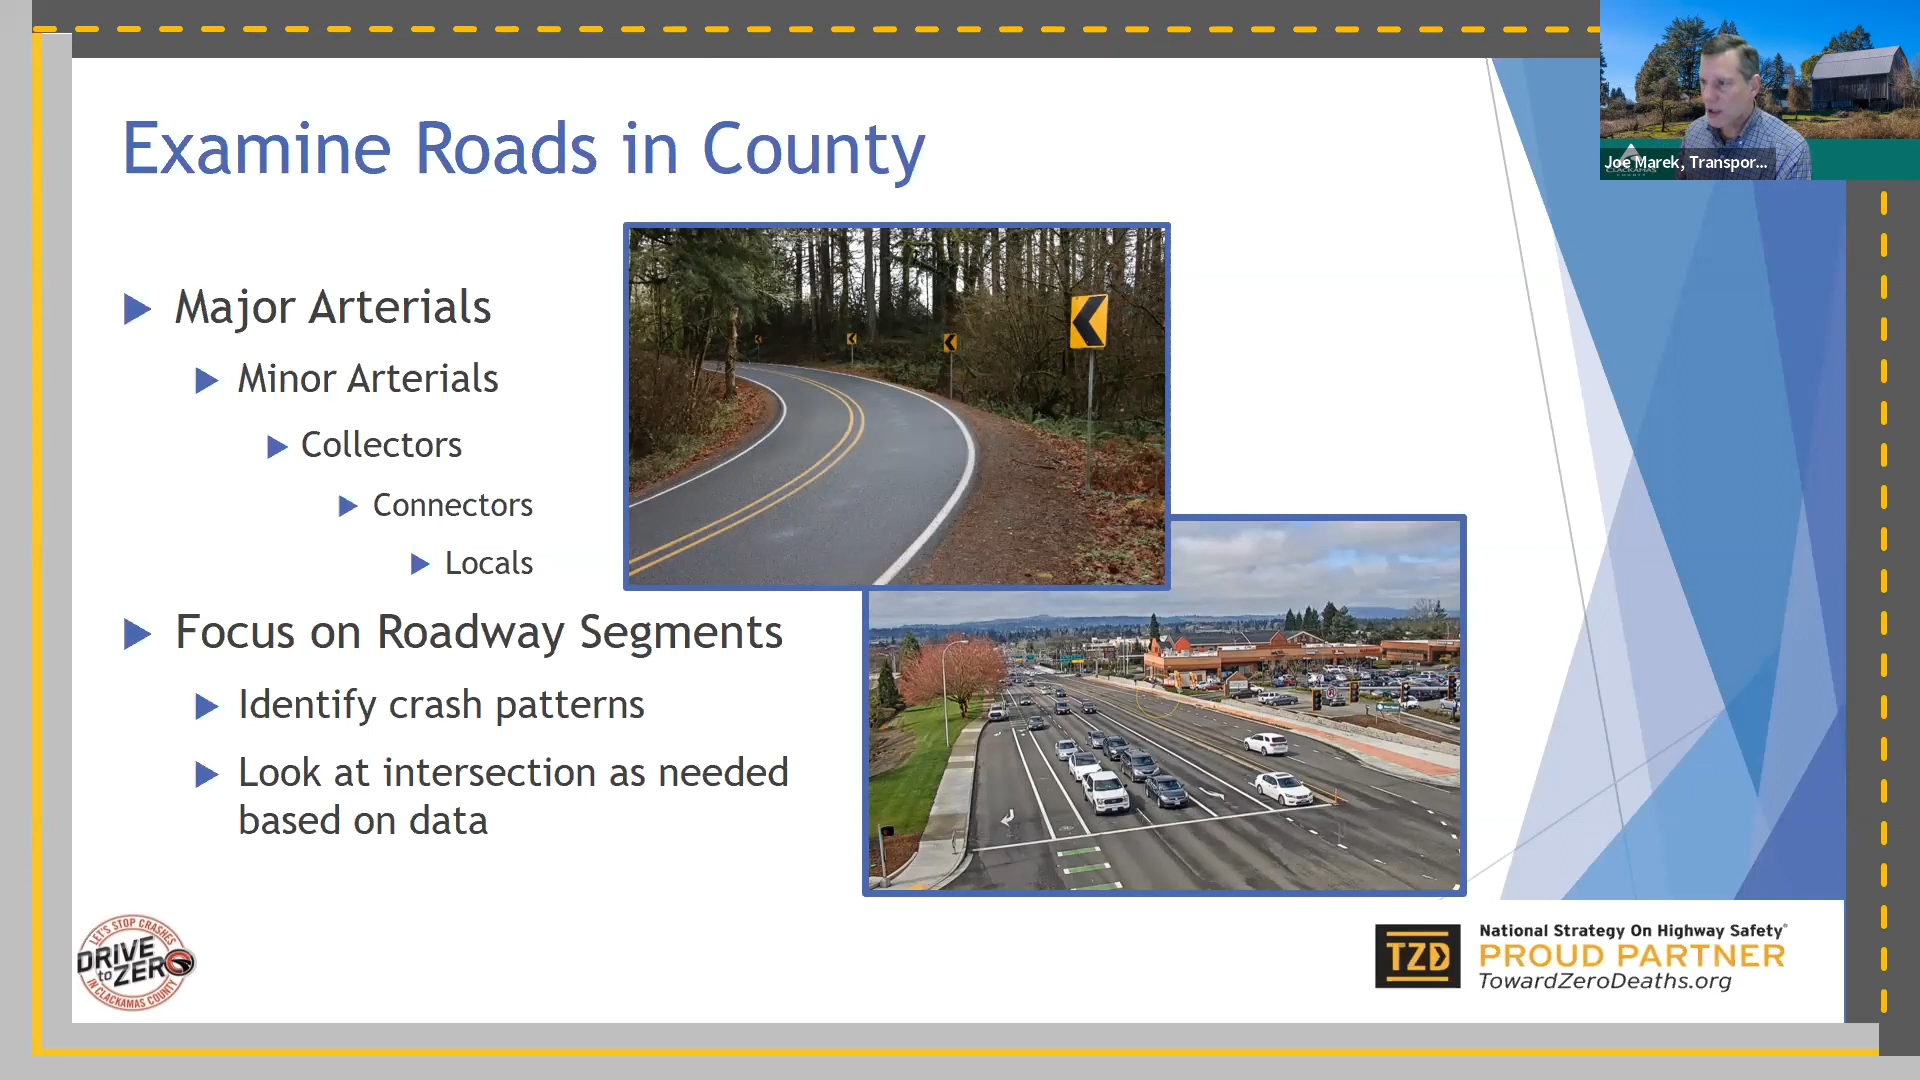 Examine Roads in County
Joe Marek, Transpor...
CLACKAMAS
COUNTY
Major Arterials
Minor Arterials
Collectors
Connectors
Locals
Focus on Roadway Segments
Identify crash patterns
Look at intersection as needed
based on data
LET'S STOP CRASHES
DRIVE
to ZERO
IN CLACKAMAS COUNTY
TZD
National Strategy On Highway Safety®
PROUD PARTNER
TowardZeroDeaths.org